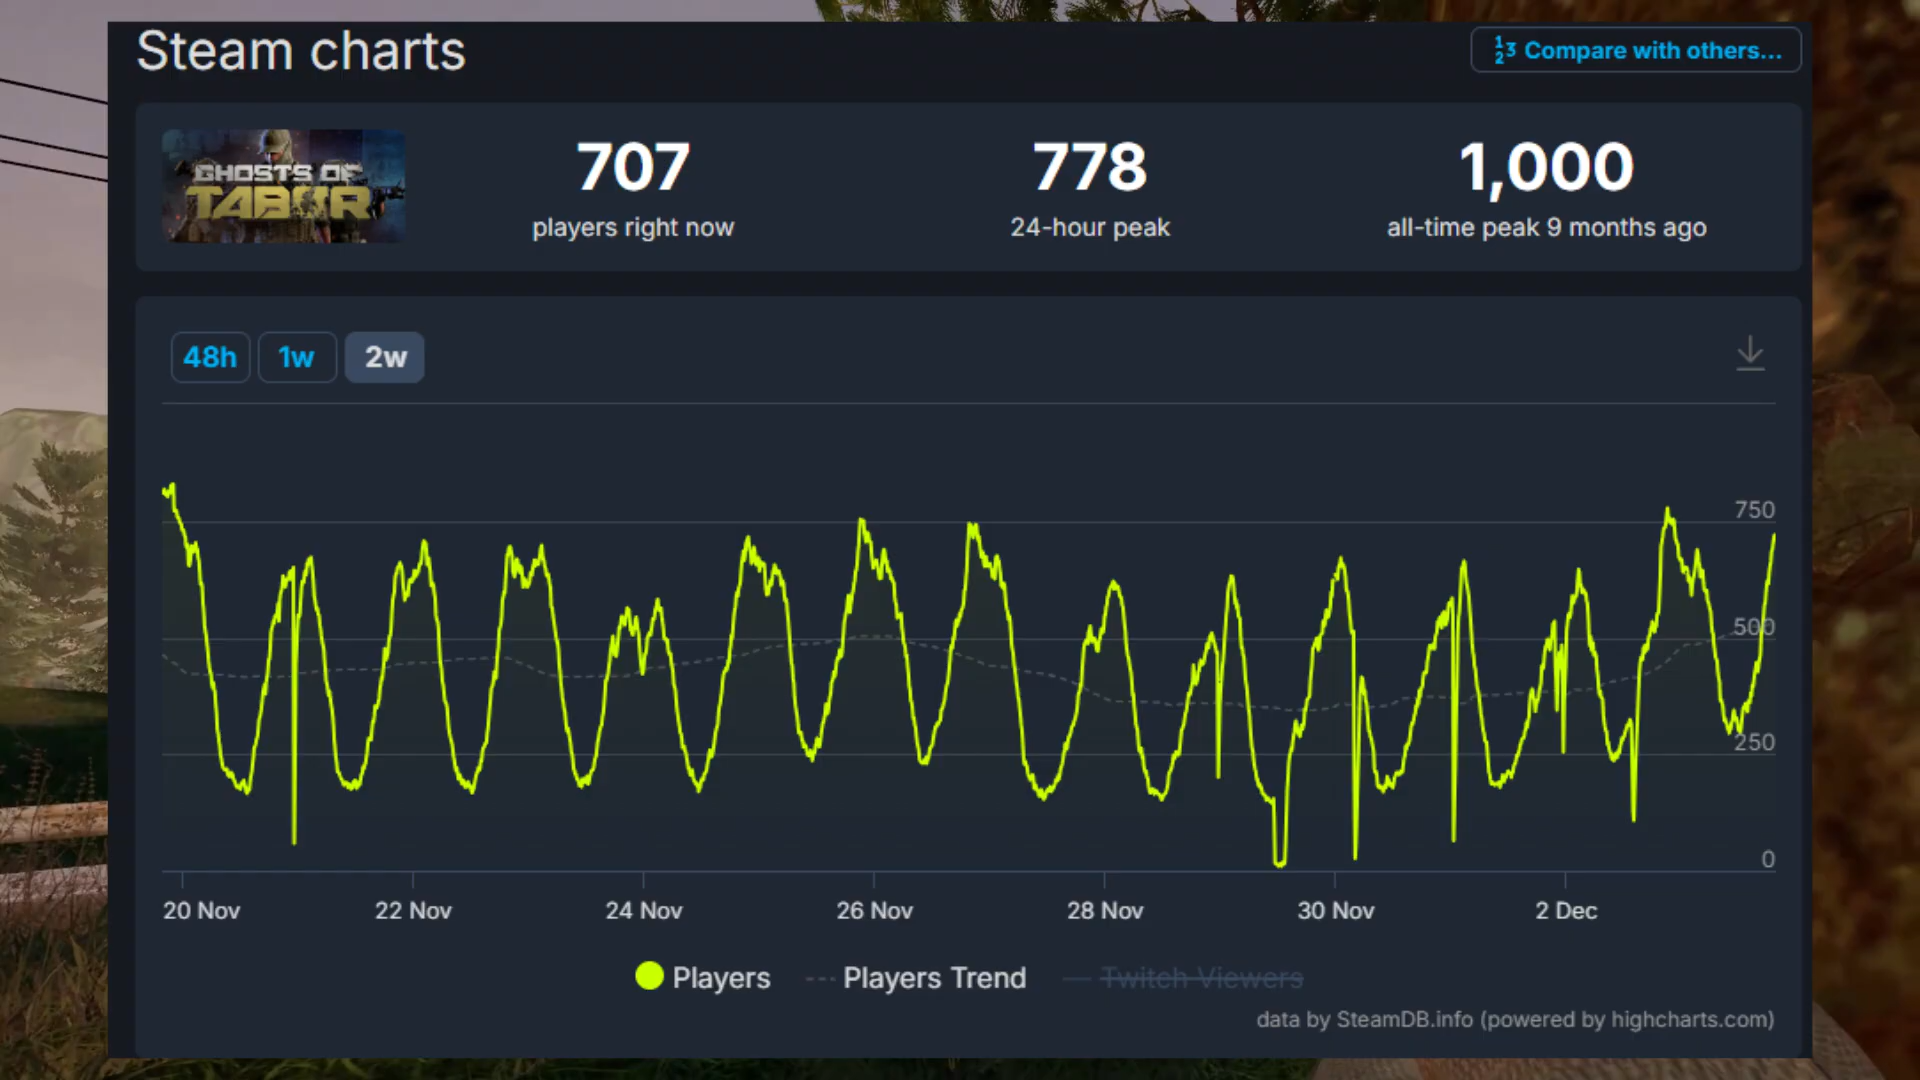 Steam charts
Compare with others...
GHOSTS OF
TABOR
707
players right now
778
24-hour peak
1,000
all-time peak 9 months ago
48h
1w
2w
750
500
250
0
20 Nov
22 Nov
24 Nov
26 Nov
28 Nov
30 Nov
2 Dec
Players
Players Trend
Twitch Viewers
data by SteamDB.info (powered by highcharts.com)